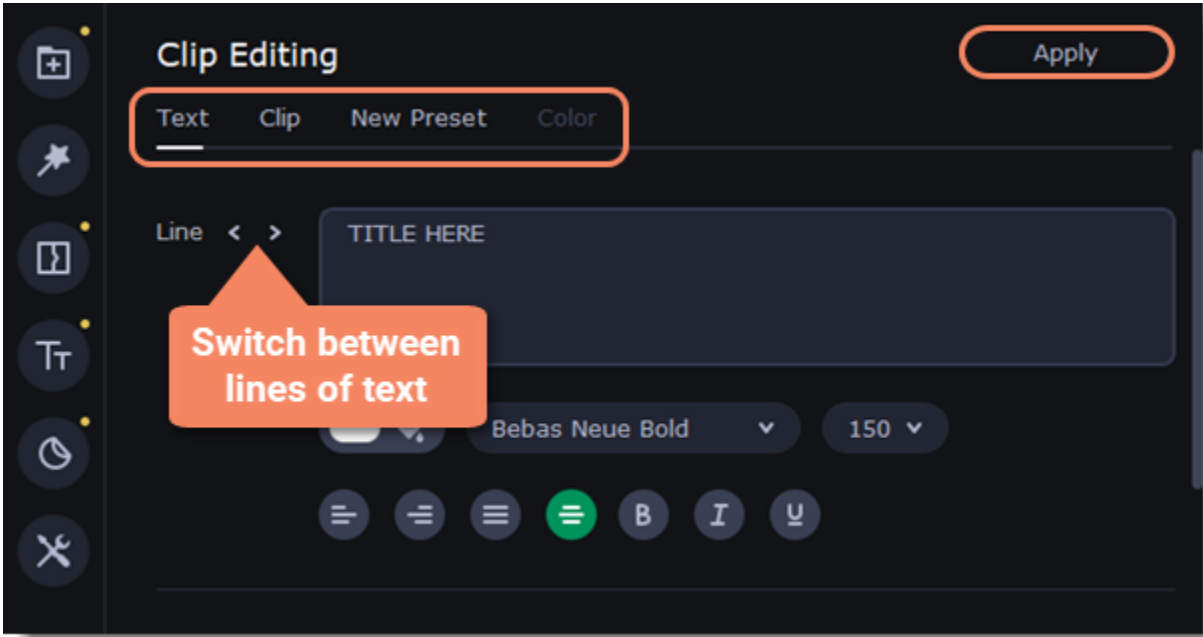 Clip Editing
Apply
Text Clip New Preset Color
Line < > TITLE HERE
Switch between
lines of text
Bebas Neue Bold 150
B I U